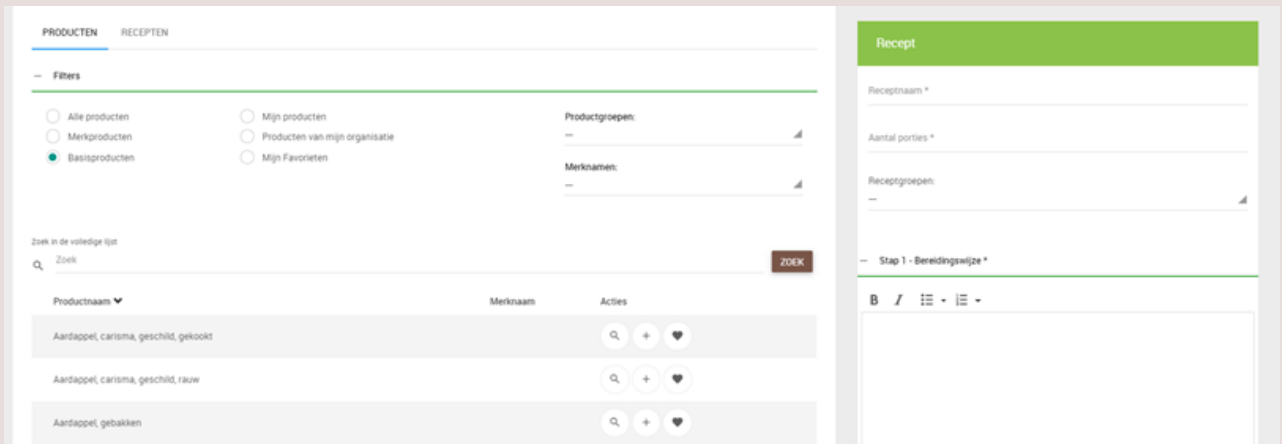 PRODUCTEN RECEPTEN
— Filters
Alle producten Mijn producten
Merkproducten Producten van mijn organisatie
Basisproducten Mijn Favorieten
Productgroepen:
—
Merknamen:
—
Zoek in de volledige lijst
Zoek ZOEK
Productnaam Merknaam Acties
Aardappel, carisma, geschild, gekookt
Aardappel, carisma, geschild, rauw
Aardappel, gebakken
Recept
Receptnaam *
Aantal porties *
Receptgroepen:
—
— Stap 1 - Bereidingswijze *
B I